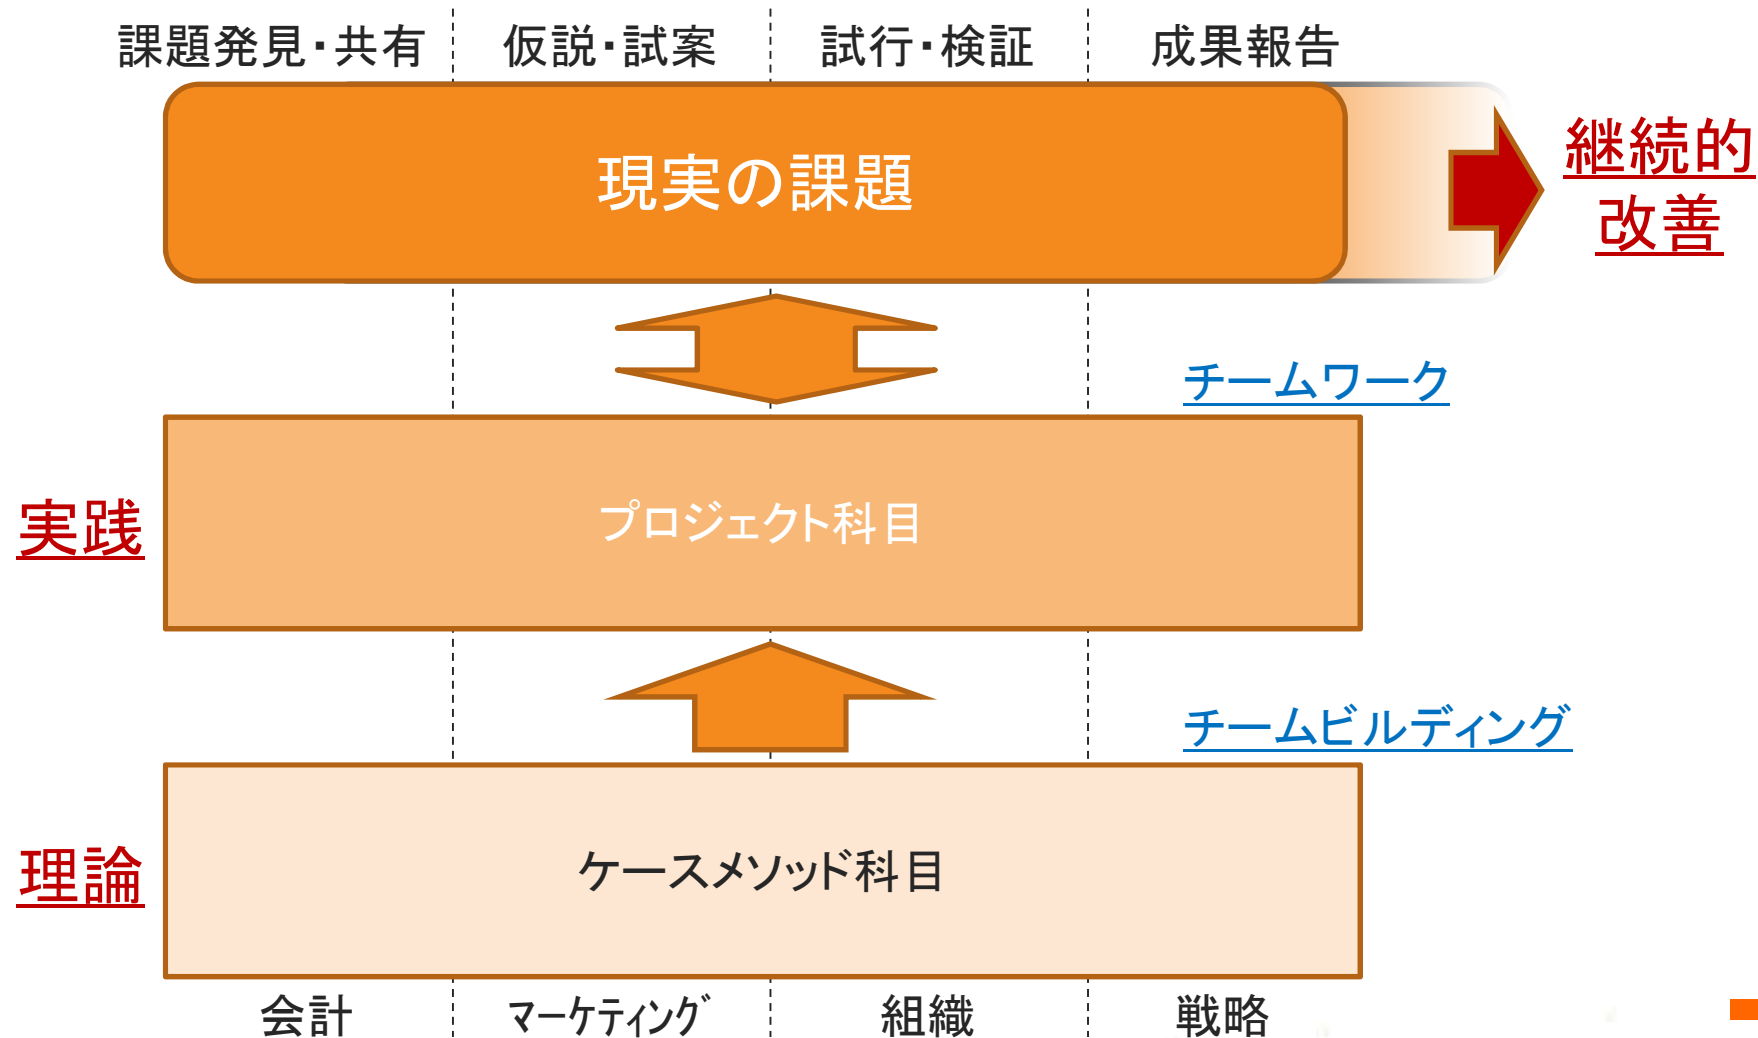 課題発見・共有
仮説・試案
試行・検証
成果報告
現実の課題
継続的
改善
チームワーク
実践
プロジェクト科目
チームビルディング
理論
ケースメソッド科目
会計
マーケティング
組織
戦略